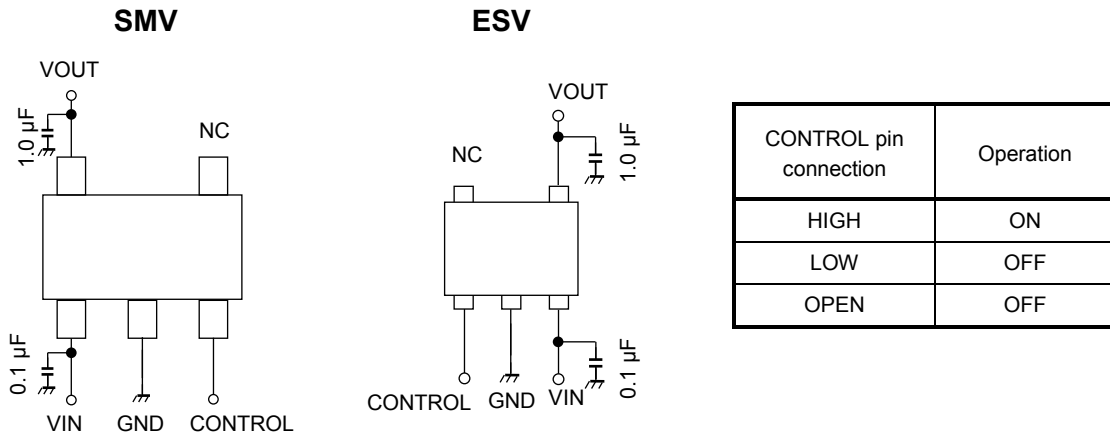 SMV
VOUT
1.0 µF
NC
0.1 µF
VIN GND CONTROL
ESV
VOUT
NC
1.0 µF
0.1 µF
CONTROL GND VIN
CONTROL pin connection Operation
HIGH ON
LOW OFF
OPEN OFF